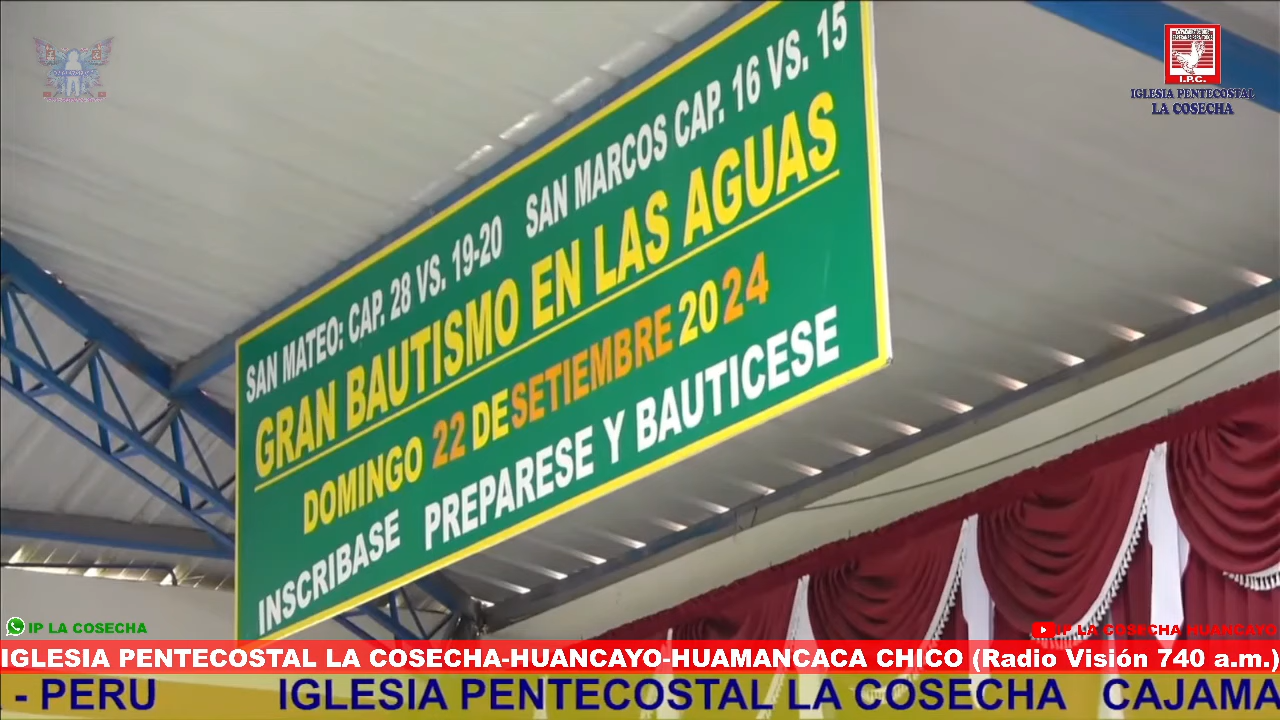 I.P.C.
IGLESIA PENTECOSTAL
LA COSECHA
SAN MATEO: CAP. 28 VS. 19-20 SAN MARCOS CAP. 16 VS. 15
GRAN BAUTISMO EN LAS AGUAS
DOMINGO 22 DE SETIEMBRE 2024
INSCRIBASE PREPARESE Y BAUTICESE
IP LA COSECHA
IP LA COSECHA HUANCAYO
IGLESIA PENTECOSTAL LA COSECHA-HUANCAYO-HUAMANCACA CHICO (Radio Visión 740 a.m.)
- PERU IGLESIA PENTECOSTAL LA COSECHA CAJAMA